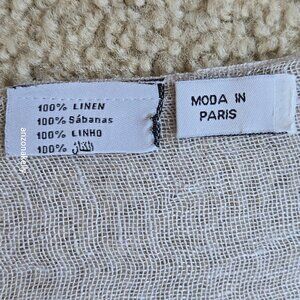 100% LINEN
100% Sábanas
100% LINHO
100% الكتان
MODA IN
PARIS